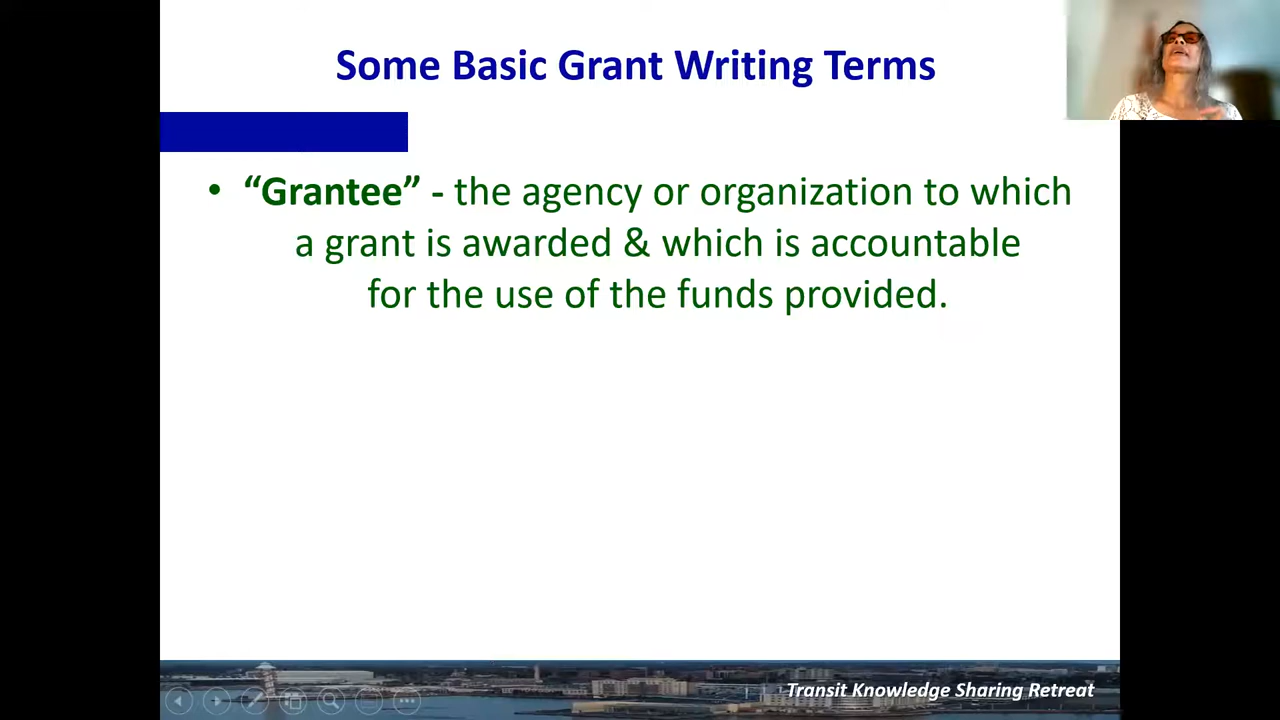 Some Basic Grant Writing Terms
• “Grantee” - the agency or organization to which
a grant is awarded & which is accountable
for the use of the funds provided.
Transit Knowledge Sharing Retreat